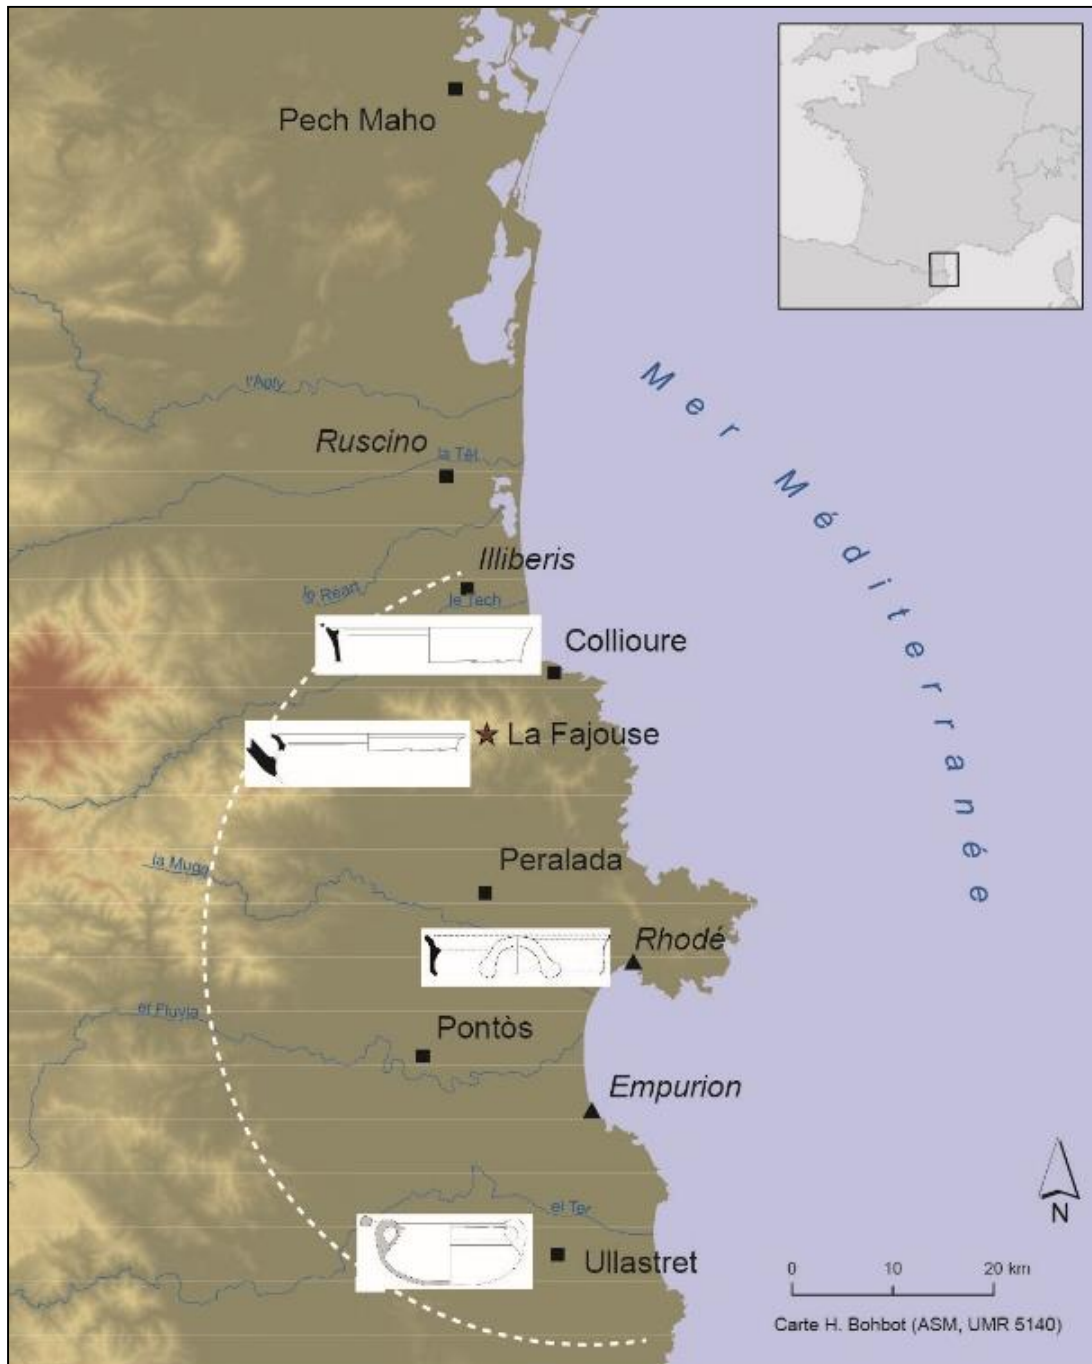 Pech Maho
l'Agly
Mer Méditerranée
Ruscino
la Têt
Illiberis
le Réart
le Tech
Collioure
La Fajouse
la Muga
Peralada
Rhodé
el Fluvia
Pontòs
Empurion
el Ter
Ullastret
N
0 10 20 km
Carte H. Bohbot (ASM, UMR 5140)